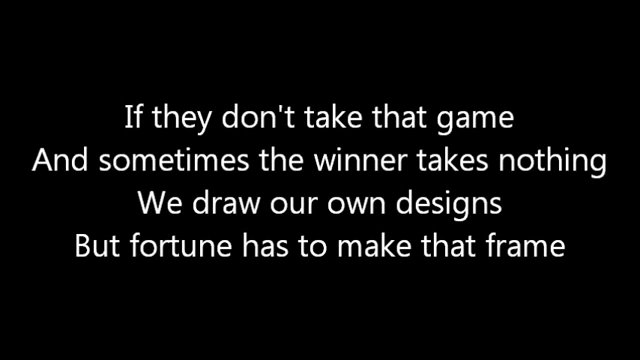 If they don't take that game
And sometimes the winner takes nothing
We draw our own designs
But fortune has to make that frame